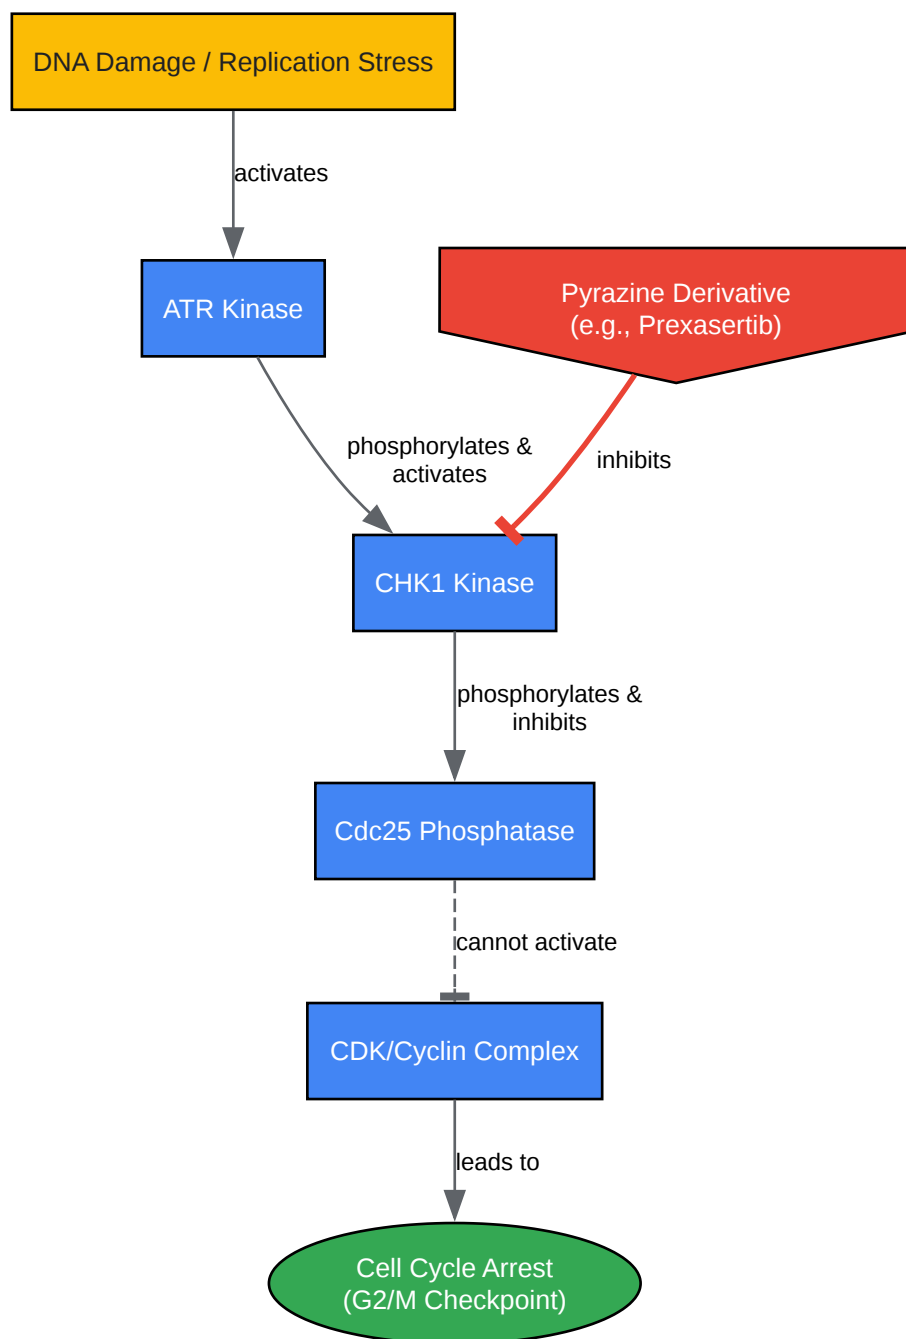 DNA Damage / Replication Stress
activates
ATR Kinase
Pyrazine Derivative
(e.g., Prexasertib)
phosphorylates &
activates
inhibits
CHK1 Kinase
phosphorylates &
inhibits
Cdc25 Phosphatase
cannot activate
CDK/Cyclin Complex
leads to
Cell Cycle Arrest
(G2/M Checkpoint)